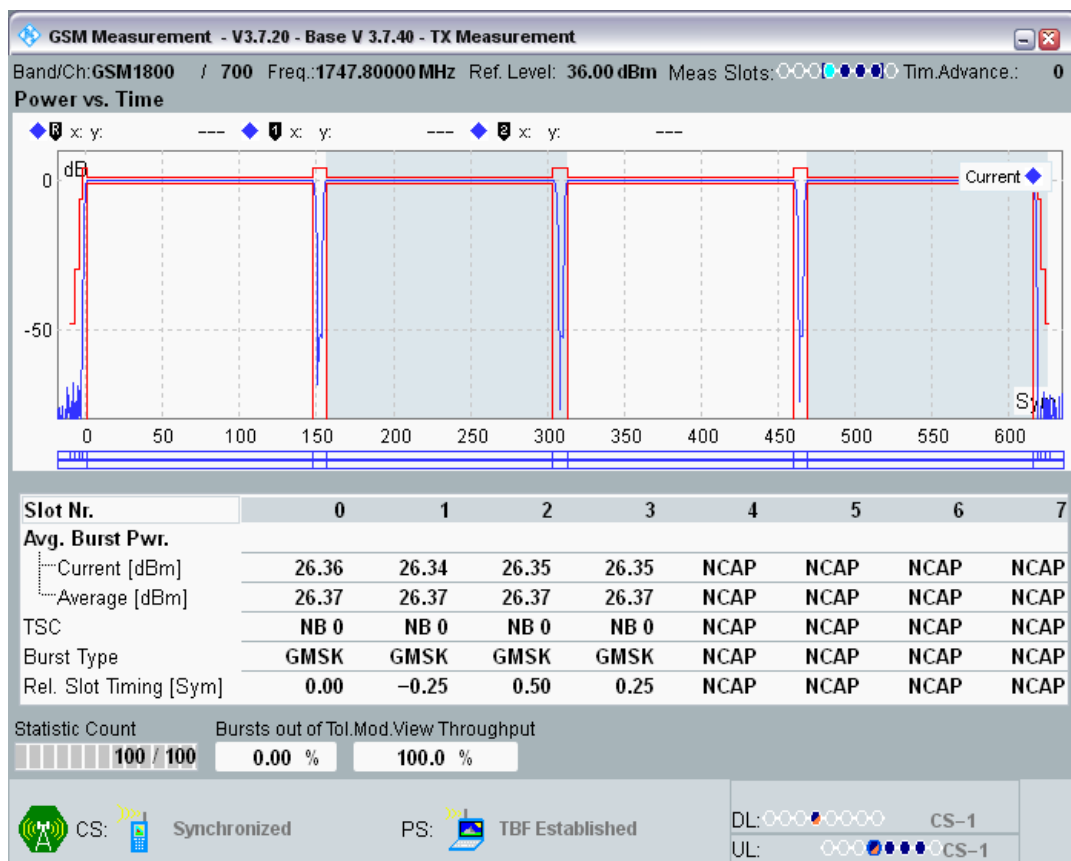 GSM Measurement - V3.7.20 - Base V 3.7.40 - TX Measurement
Band/Ch:GSM1800 / 700 Freq.:1747.80000 MHz Ref. Level: 36.00 dBm Meas Slots: Tim.Advance.: 0
Power vs. Time
R x: y: --- 1 x: y: --- 2 x: y: ---
dB
Current
0
-50
Sym
0 50 100 150 200 250 300 350 400 450 500 550 600
Slot Nr. 0 1 2 3 4 5 6 7
Avg. Burst Pwr.
Current [dBm] 26.36 26.34 26.35 26.35 NCAP NCAP NCAP NCAP
Average [dBm] 26.37 26.37 26.37 26.37 NCAP NCAP NCAP NCAP
TSC NB 0 NB 0 NB 0 NB 0 NCAP NCAP NCAP NCAP
Burst Type GMSK GMSK GMSK GMSK NCAP NCAP NCAP NCAP
Rel. Slot Timing [Sym] 0.00 −0.25 0.50 0.25 NCAP NCAP NCAP NCAP
Statistic Count Bursts out of Tol.Mod.View Throughput
100 / 100 0.00 % 100.0 %
CS: Synchronized PS: TBF Established DL: CS−1
UL: CS−1